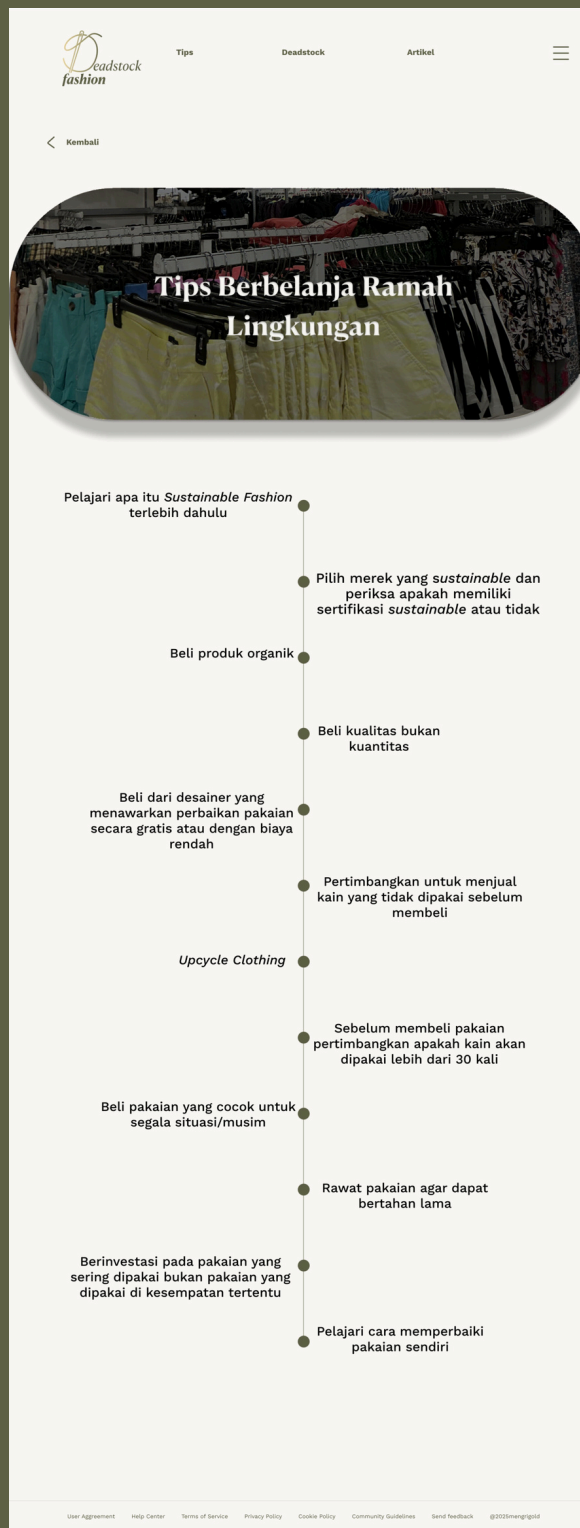 Deadstock
fashion
Tips
Deadstock
Artikel
Kembali
Tips Berbelanja Ramah
Lingkungan
Pelajari apa itu Sustainable Fashion
terlebih dahulu
Pilih merek yang sustainable dan
periksa apakah memiliki
sertifikasi sustainable atau tidak
Beli produk organik
Beli kualitas bukan
kuantitas
Beli dari desainer yang
menawarkan perbaikan pakaian
secara gratis atau dengan biaya
rendah
Pertimbangkan untuk menjual
kain yang tidak dipakai sebelum
membeli
Upcycle Clothing
Sebelum membeli pakaian
pertimbangkan apakah kain akan
dipakai lebih dari 30 kali
Beli pakaian yang cocok untuk
segala situasi/musim
Rawat pakaian agar dapat
bertahan lama
Berinvestasi pada pakaian yang
sering dipakai bukan pakaian yang
dipakai di kesempatan tertentu
Pelajari cara memperbaiki
pakaian sendiri
User Aggreement
Help Center
Terms of Service
Privacy Policy
Cookie Policy
Community Guidelines
Send feedback
@2025mengrigold